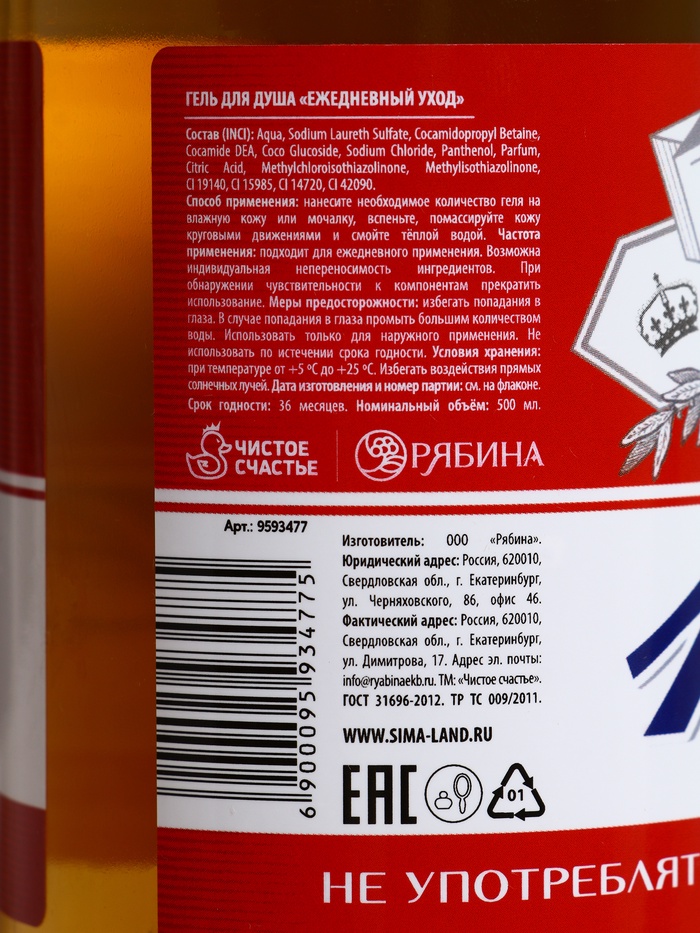 ГЕЛЬ ДЛЯ ДУША «ЕЖЕДНЕВНЫЙ УХОД»
Состав (INCI): Aqua, Sodium Laureth Sulfate, Cocamidopropyl Betaine,
Cocamide DEA, Coco Glucoside, Sodium Chloride, Panthenol, Parfum,
Citric Acid, Methylchloroisothiazolinone, Methylisothiazolinone,
CI 19140, CI 15985, CI 14720, CI 42090.
Способ применения: нанесите необходимое количество геля на
влажную кожу или мочалку, вспеньте, помассируйте кожу
круговыми движениями и смойте тёплой водой. Частота
применения: подходит для ежедневного применения. Возможна
индивидуальная непереносимость ингредиентов. При
обнаружении чувствительности к компонентам прекратить
использование. Меры предосторожности: избегать попадания в
глаза. В случае попадания в глаза промыть большим количеством
воды. Использовать только для наружного применения. Не
использовать по истечении срока годности. Условия хранения:
при температуре от +5 ºС до +25 ºС. Избегать воздействия прямых
солнечных лучей. Дата изготовления и номер партии: см. на флаконе.
Срок годности: 36 месяцев. Номинальный объём: 500 мл.
ЧИСТОЕ
СЧАСТЬЕ
РЯБИНА
Арт.: 9593477
6900095934775
Изготовитель: ООО «Рябина».
Юридический адрес: Россия, 620010,
Свердловская обл., г. Екатеринбург,
ул. Черняховского, 86, офис 46.
Фактический адрес: Россия, 620010,
Свердловская обл., г. Екатеринбург,
ул. Димитрова, 17. Адрес эл. почты:
info@ryabinaekb.ru. ТМ: «Чистое счастье».
ГОСТ 31696-2012. ТР ТС 009/2011.
WWW.SIMA-LAND.RU
EAC
01
НЕ УПОТРЕБЛЯТ